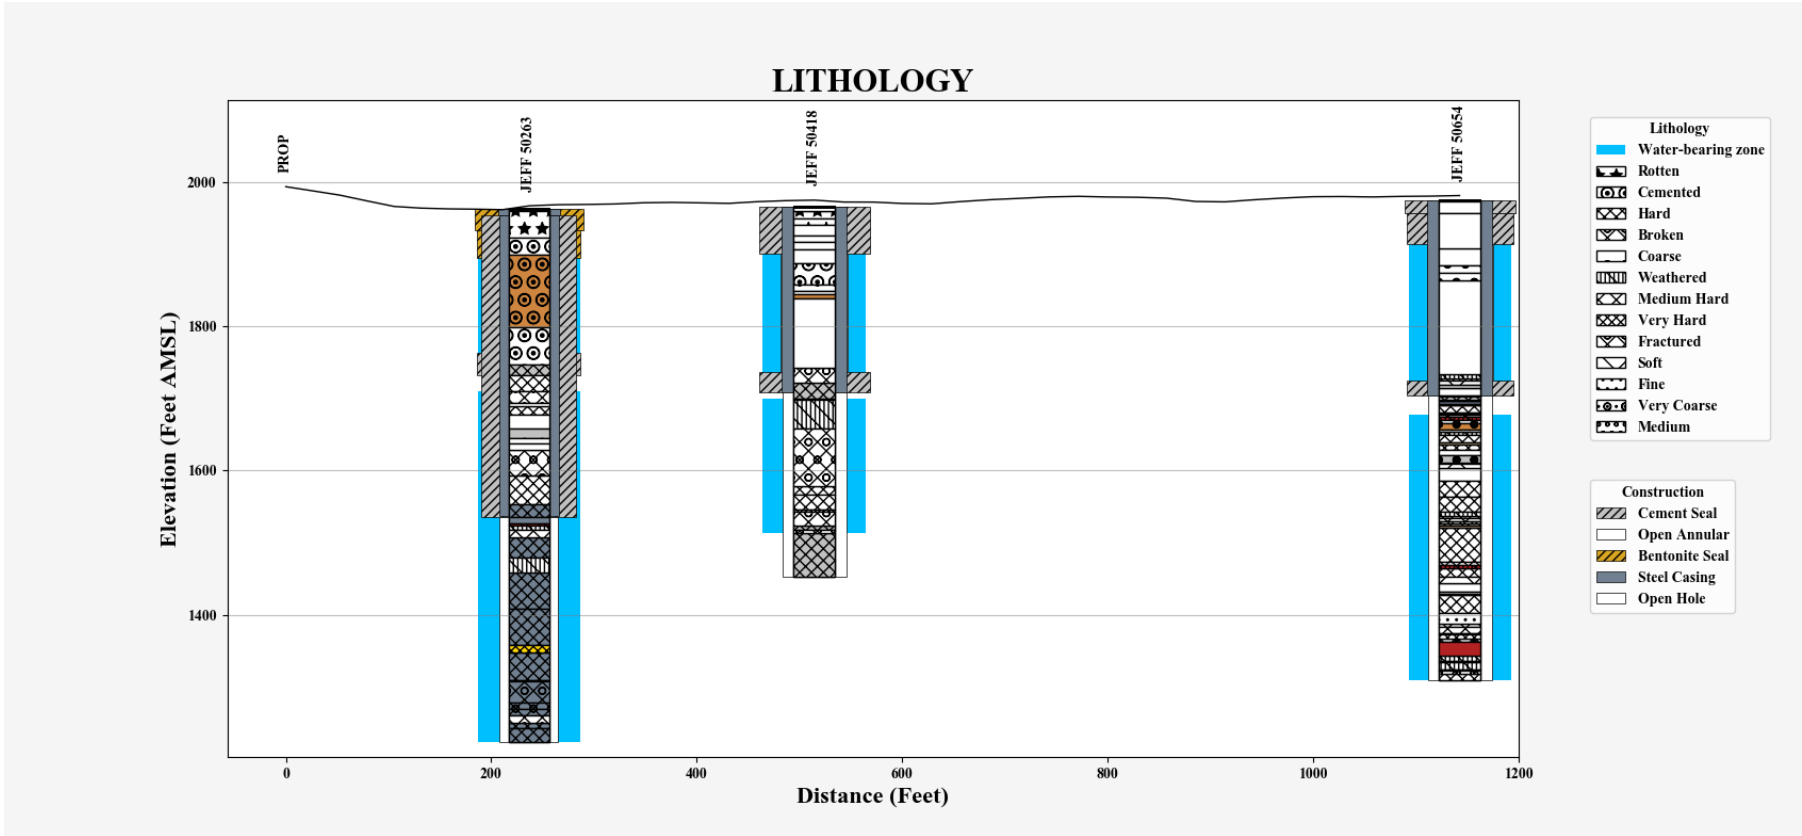 LITHOLOGY
PROP
JEFF 50263
JEFF 50418
JEFF 50654
Elevation (Feet AMSL)
2000
1800
1600
1400
0
200
400
600
800
1000
1200
Distance (Feet)
Lithology
Water-bearing zone
Rotten
Cemented
Hard
Broken
Coarse
Weathered
Medium Hard
Very Hard
Fractured
Soft
Fine
Very Coarse
Medium
Construction
Cement Seal
Open Annular
Bentonite Seal
Steel Casing
Open Hole